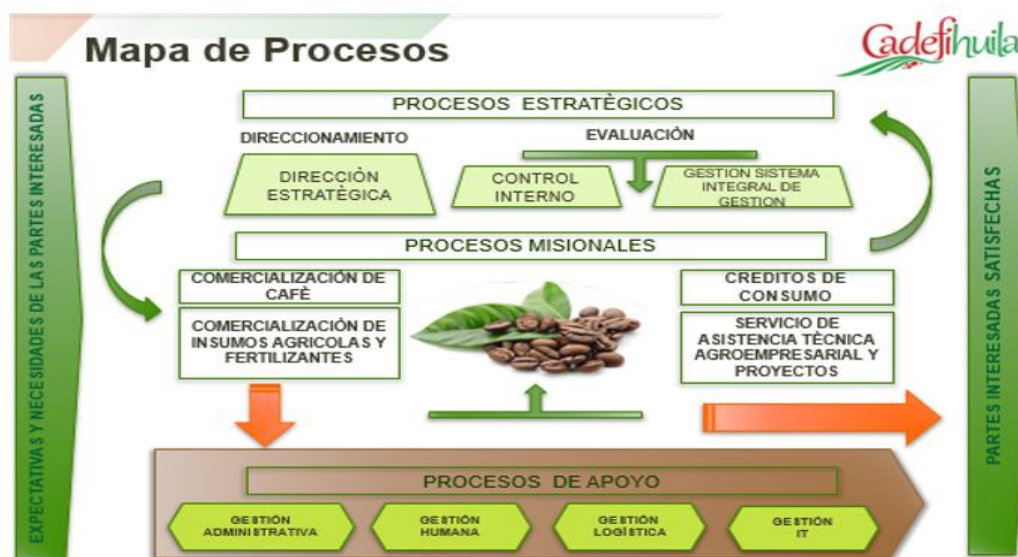 Mapa de Procesos
Cadefihuila
EXPECTATIVAS Y NECESIDADES DE LAS PARTES INTERESADAS
PROCESOS ESTRATÈGICOS
DIRECCIONAMIENTO
EVALUACIÒN
DIRECCIÒN
ESTRATÈGICA
CONTROL
INTERNO
GESTION SISTEMA
INTEGRAL DE
GESTION
PROCESOS MISIONALES
COMERCIALIZACIÓN DE
CAFÈ
COMERCIALIZACIÓN DE
INSUMOS AGRICOLAS Y
FERTILIZANTES
CREDITOS DE
CONSUMO
SERVICIO DE
ASISTENCIA TÈCNICA
AGROEMPRESARIAL Y
PROYECTOS
PROCESOS DE APOYO
GESTIÓN
ADMINISTRATIVA
GESTIÓN
HUMANA
GESTIÓN
LOGÍSTICA
GESTIÓN
IT
PARTES INTERESADAS SATISFECHAS